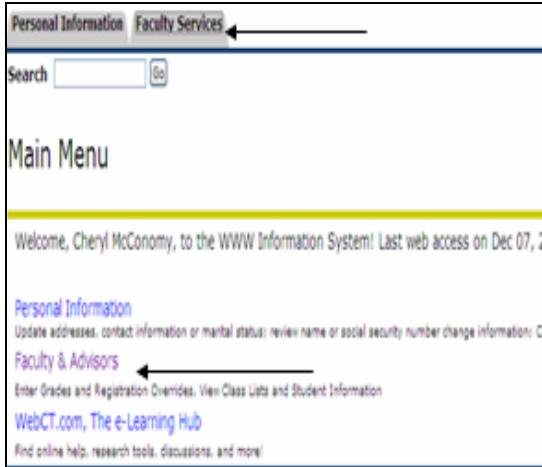 Personal Information Faculty Services
Search Go
Main Menu
Welcome, Cheryl McConomy, to the WWW Information System! Last web access on Dec 07, 2
Personal Information
Update addresses, contact information or marital status; review name or social security number change information; C
Faculty & Advisors
Enter Grades and Registration Overrides, View Class Lists and Student Information
WebCT.com, The e-Learning Hub
Find online help, research tools, discussions, and more!